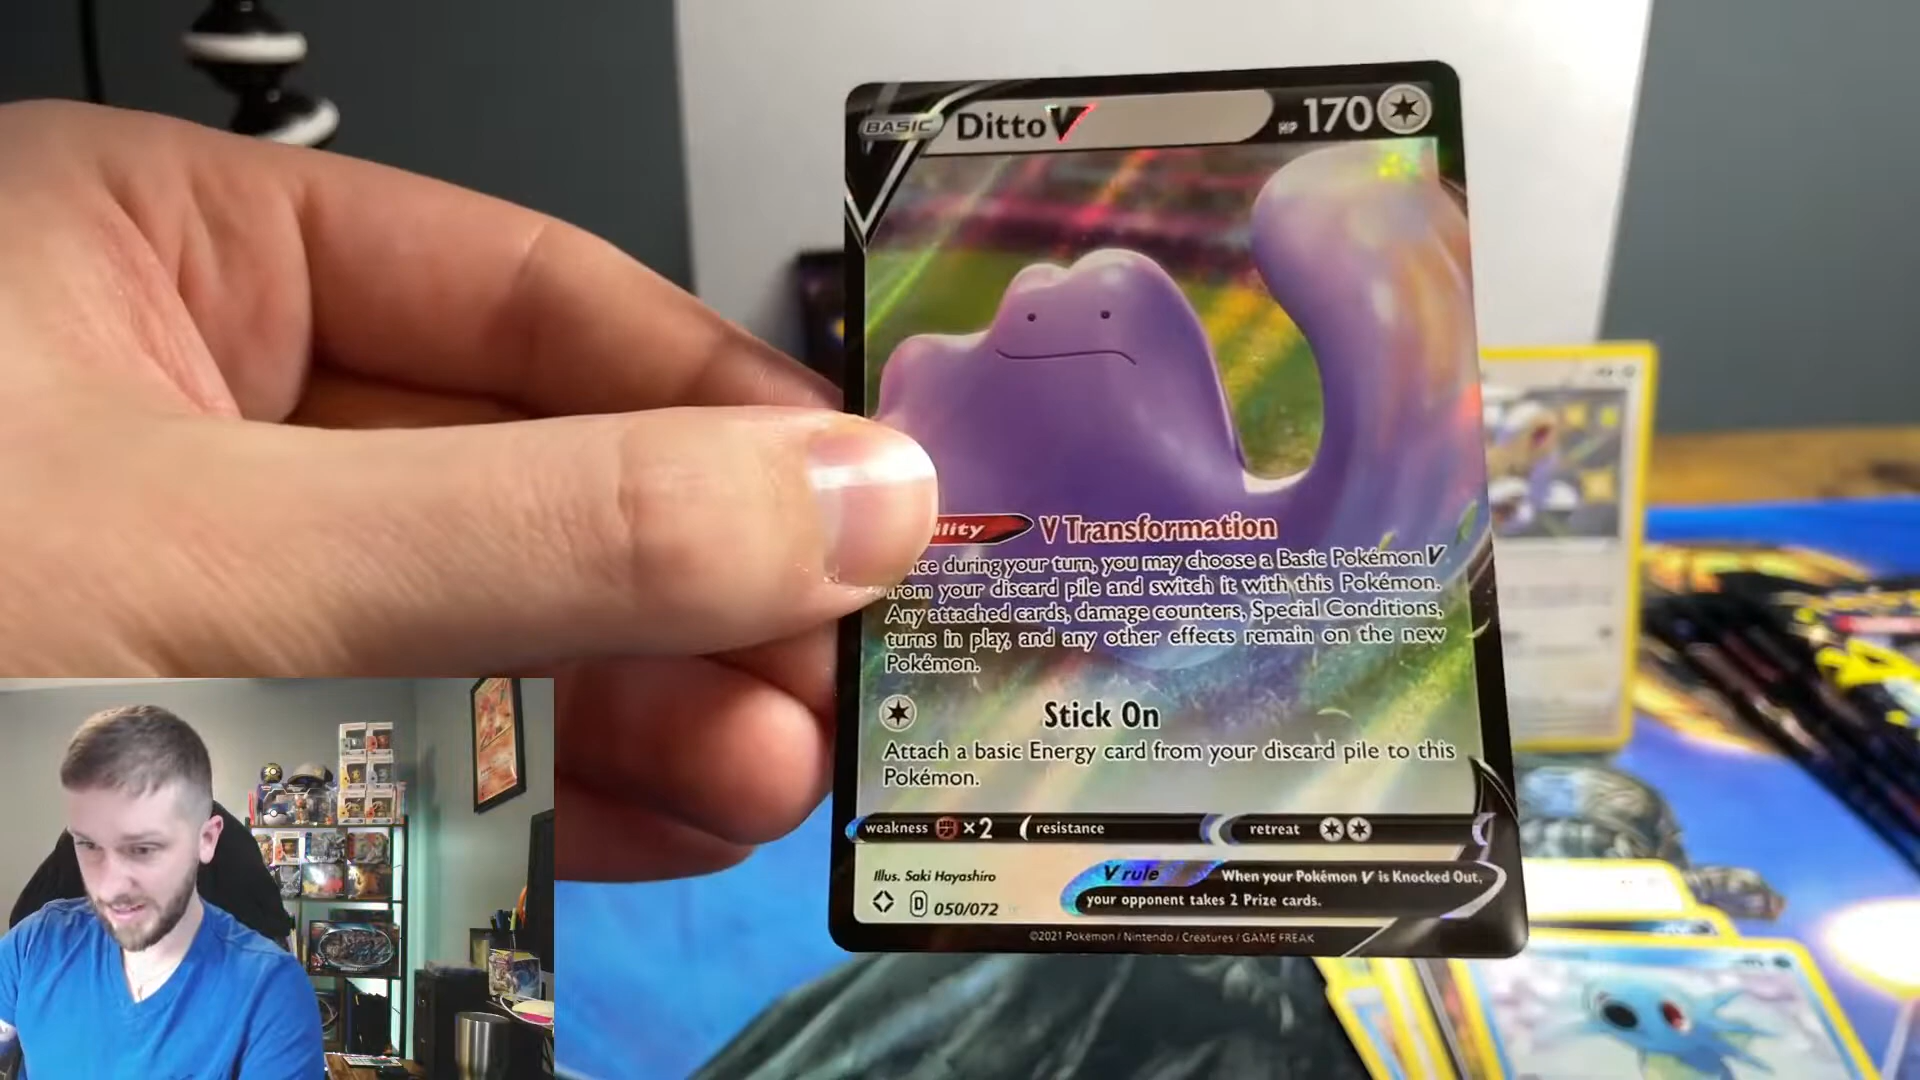 BASIC Ditto V HP 170
ility V Transformation
ce during your turn, you may choose a Basic Pokémon V
from your discard pile and switch it with this Pokémon.
Any attached cards, damage counters, Special Conditions,
turns in play, and any other effects remain on the new
Pokémon.
Stick On
Attach a basic Energy card from your discard pile to this
Pokémon.
weakness ×2 resistance retreat
Illus. Saki Hayashiro
D 050/072
V rule When your Pokémon V is Knocked Out,
your opponent takes 2 Prize cards.
©2021 Pokémon / Nintendo / Creatures / GAME FREAK